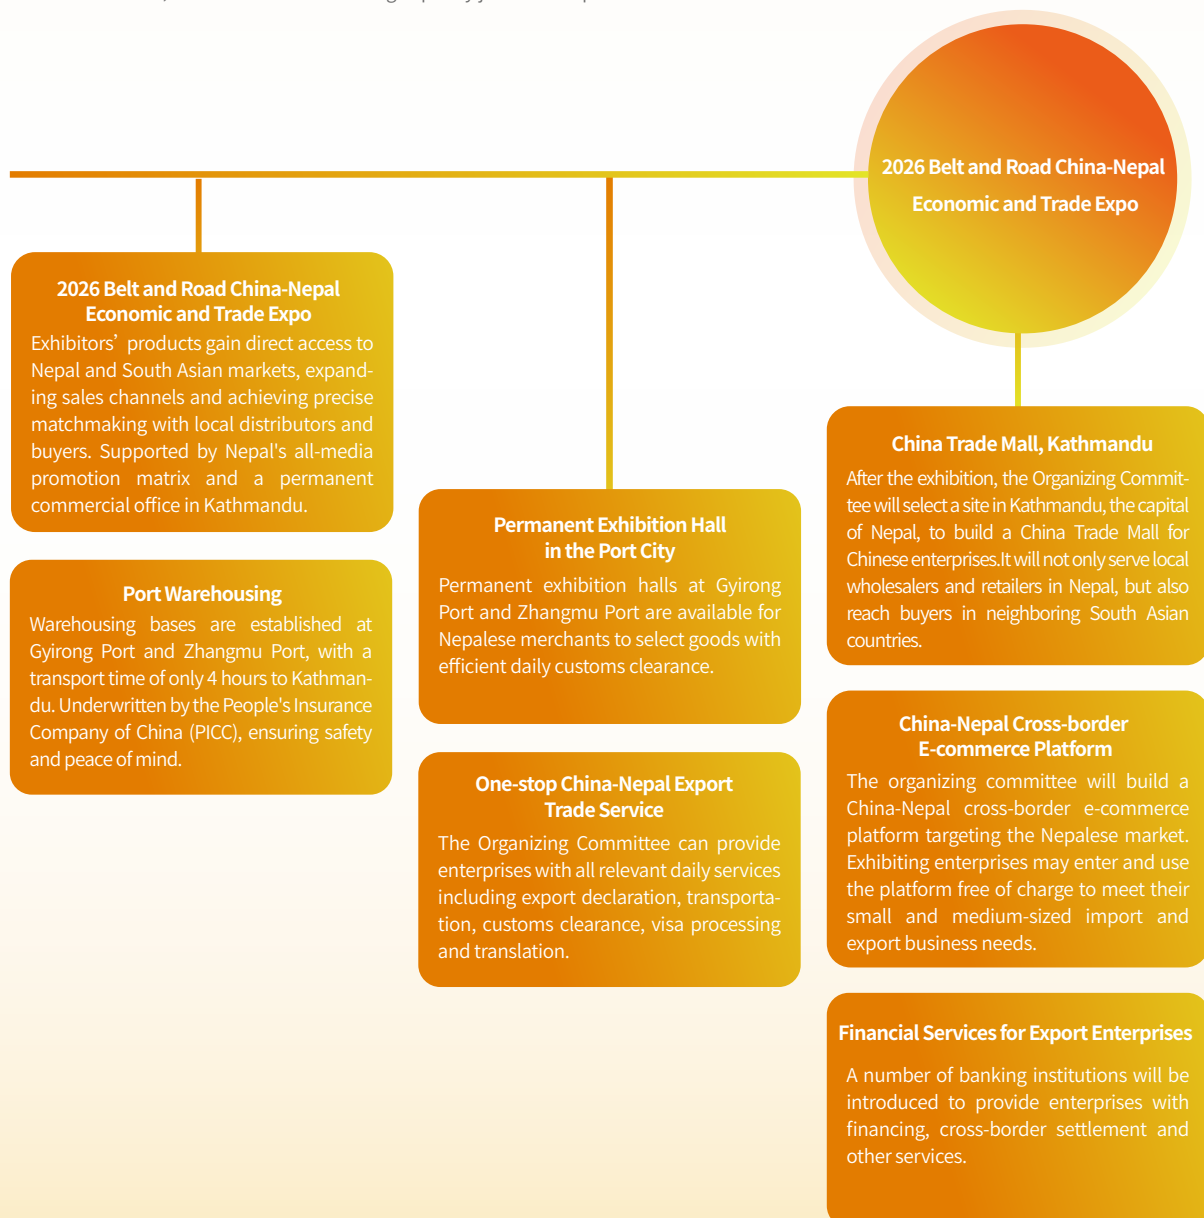 2026 Belt and Road China-Nepal
Economic and Trade Expo
2026 Belt and Road China-Nepal
Economic and Trade Expo
Exhibitors’ products gain direct access to
Nepal and South Asian markets, expand-
ing sales channels and achieving precise
matchmaking with local distributors and
buyers. Supported by Nepal's all-media
promotion matrix and a permanent
commercial office in Kathmandu.
Port Warehousing
Warehousing bases are established at
Gyirong Port and Zhangmu Port, with a
transport time of only 4 hours to Kathman-
du. Underwritten by the People's Insurance
Company of China (PICC), ensuring safety
and peace of mind.
Permanent Exhibition Hall
in the Port City
Permanent exhibition halls at Gyirong
Port and Zhangmu Port are available for
Nepalese merchants to select goods with
efficient daily customs clearance.
One-stop China-Nepal Export
Trade Service
The Organizing Committee can provide
enterprises with all relevant daily services
including export declaration, transporta-
tion, customs clearance, visa processing
and translation.
China Trade Mall, Kathmandu
After the exhibition, the Organizing Commit-
tee will select a site in Kathmandu, the capital
of Nepal, to build a China Trade Mall for
Chinese enterprises.It will not only serve local
wholesalers and retailers in Nepal, but also
reach buyers in neighboring South Asian
countries.
China-Nepal Cross-border
E-commerce Platform
The organizing committee will build a
China-Nepal cross-border e-commerce
platform targeting the Nepalese market.
Exhibiting enterprises may enter and use
the platform free of charge to meet their
small and medium-sized import and
export business needs.
Financial Services for Export Enterprises
A number of banking institutions will be
introduced to provide enterprises with
financing, cross-border settlement and
other services.